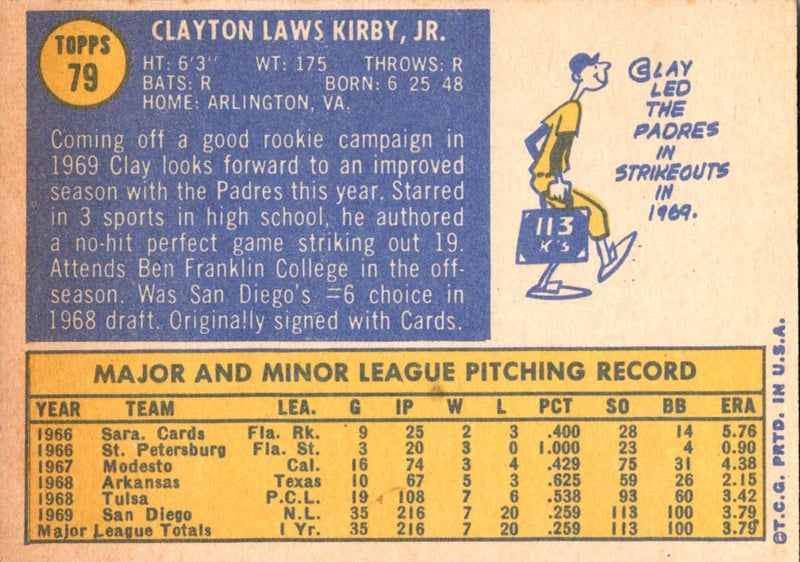 TOPPS
79
CLAYTON LAWS KIRBY, JR.
HT: 6'3" WT: 175 THROWS: R
BATS: R BORN: 6 25 48
HOME: ARLINGTON, VA.
Coming off a good rookie campaign in
1969 Clay looks forward to an improved
season with the Padres this year. Starred
in 3 sports in high school, he authored
a no-hit perfect game striking out 19.
Attends Ben Franklin College in the off-
season. Was San Diego's =6 choice in
1968 draft. Originally signed with Cards.
CLAY
LED
THE
PADRES
IN
STRIKEOUTS
IN
1969.
113
K's
MAJOR AND MINOR LEAGUE PITCHING RECORD
YEAR TEAM LEA. G IP W L PCT SO BB ERA
1966 Sara. Cards Fla. Rk. 9 25 2 3 .400 28 14 5.76
1966 St. Petersburg Fla. St. 3 20 3 0 1.000 23 4 0.90
1967 Modesto Cal. 16 74 3 4 .429 75 31 4.38
1968 Arkansas Texas 10 67 5 3 .625 59 26 2.15
1968 Tulsa P.C.L. 19 108 7 6 .538 93 60 3.42
1969 San Diego N.L. 35 216 7 20 .259 113 100 3.79
Major League Totals 1 Yr. 35 216 7 20 .259 113 100 3.79
©T.C.G. PRTD. IN U.S.A.